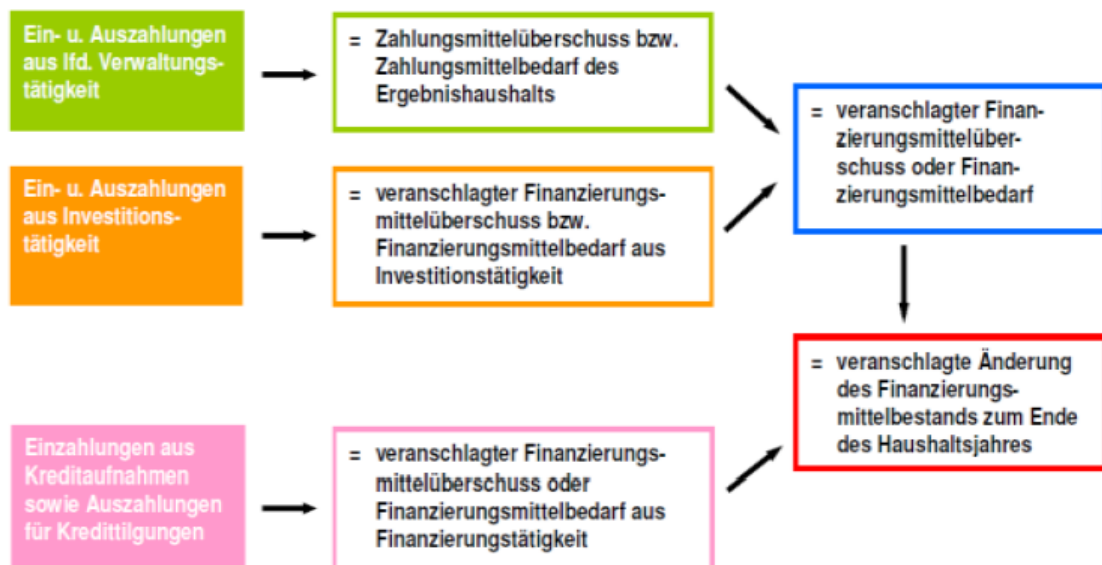 Ein- u. Auszahlungen
aus lfd. Verwaltungs-
tätigkeit
= Zahlungsmittelüberschuss bzw.
Zahlungsmittelbedarf des
Ergebnishaushalts
= veranschlagter Finan-
zierungsmittelüber-
schuss oder Finan-
zierungsmittelbedarf
Ein- u. Auszahlungen
aus Investitions-
tätigkeit
= veranschlagter Finanzierungs-
mittelüberschuss bzw.
Finanzierungsmittelbedarf aus
Investitionstätigkeit
= veranschlagte Änderung
des Finanzierungs-
mittelbestands zum Ende
des Haushaltsjahres
Einzahlungen aus
Kreditaufnahmen
sowie Auszahlungen
für Kredittilgungen
= veranschlagter Finanzierungs-
mittelüberschuss oder
Finanzierungsmittelbedarf aus
Finanzierungstätigkeit